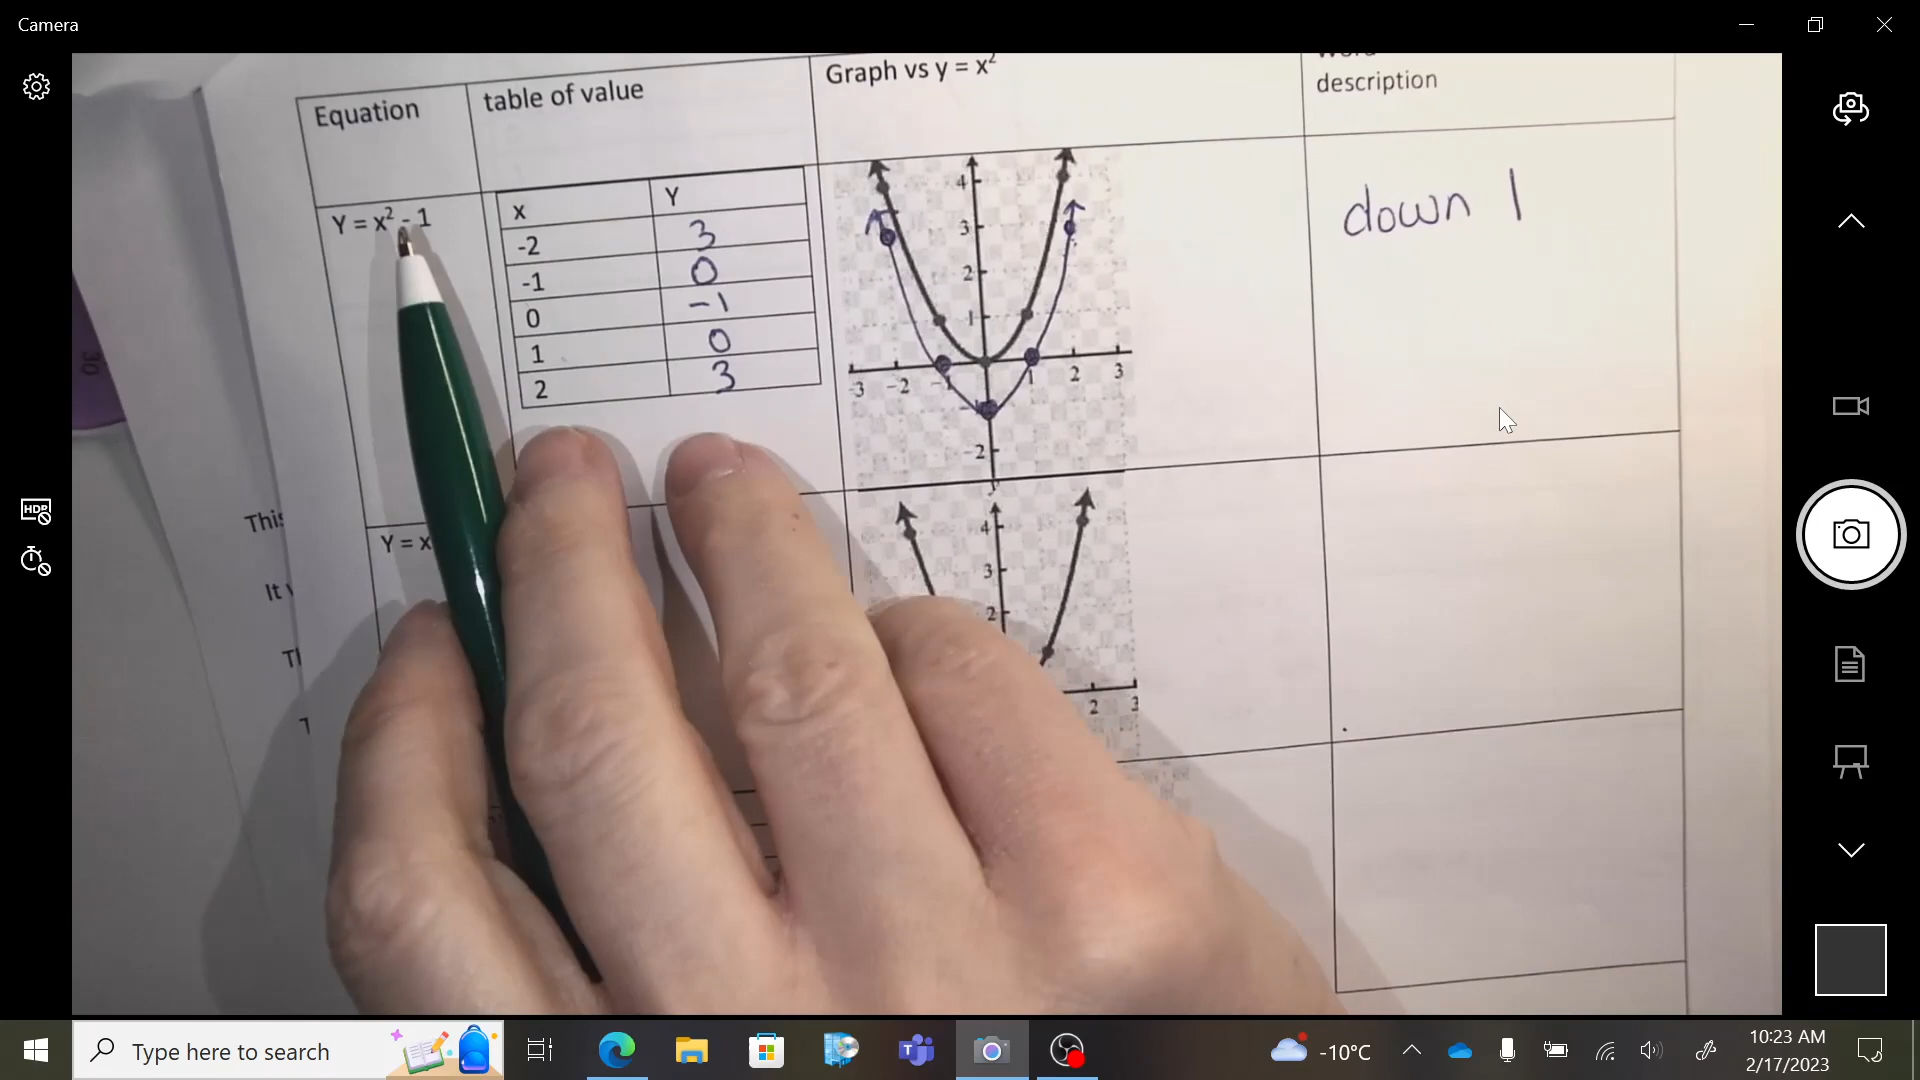 Camera
Equation
table of value
Graph vs y = x²
description
Y = x² - 1
x Y
-2 3
-1 0
0 -1
1 0
2 3
4
3
2
1
-3 -2 -1 1 2 3
-1
-2
down 1
Y = x
y
4
3
2
2 3
This
It
30
Type here to search
-10°C
10:23 AM
2/17/2023